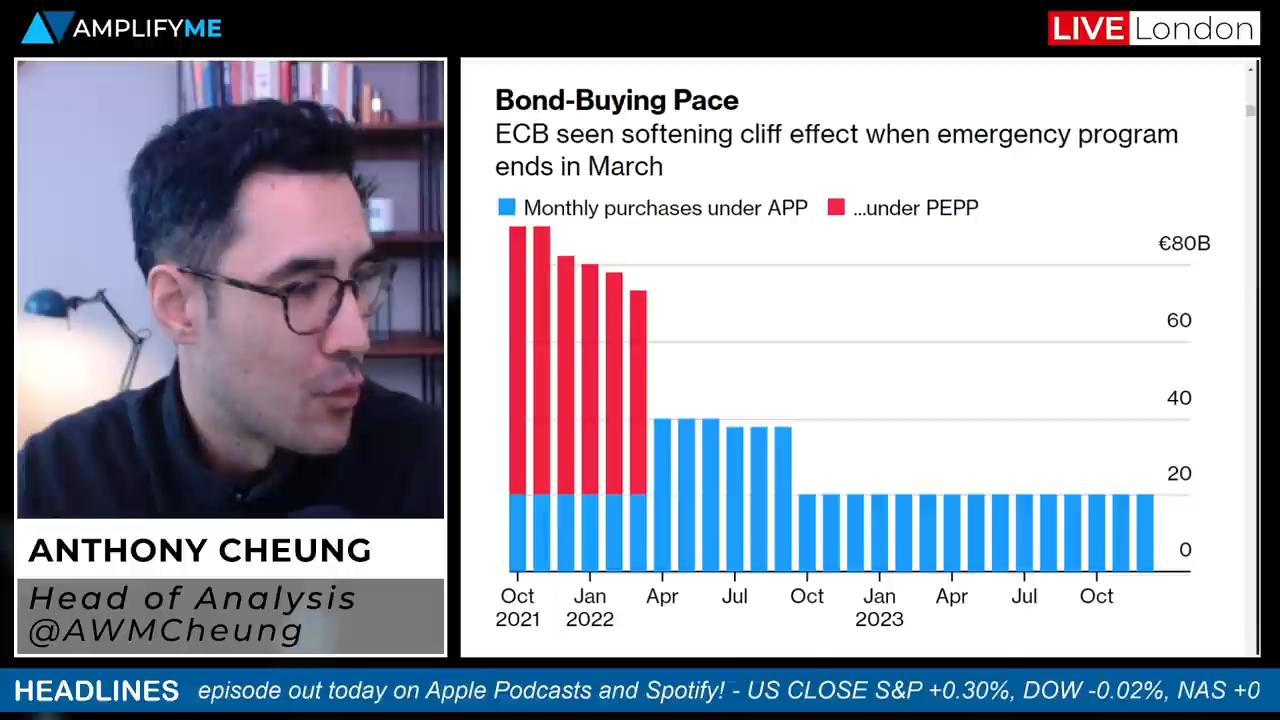 AMPLIFYME
LIVE London
Bond-Buying Pace
ECB seen softening cliff effect when emergency program
ends in March
Monthly purchases under APP ...under PEPP
€80B
60
40
20
0
Oct Jan Apr Jul Oct Jan Apr Jul Oct
2021 2022 2023
ANTHONY CHEUNG
Head of Analysis
@AWMCheung
HEADLINES episode out today on Apple Podcasts and Spotify! - US CLOSE S&P +0.30%, DOW -0.02%, NAS +0